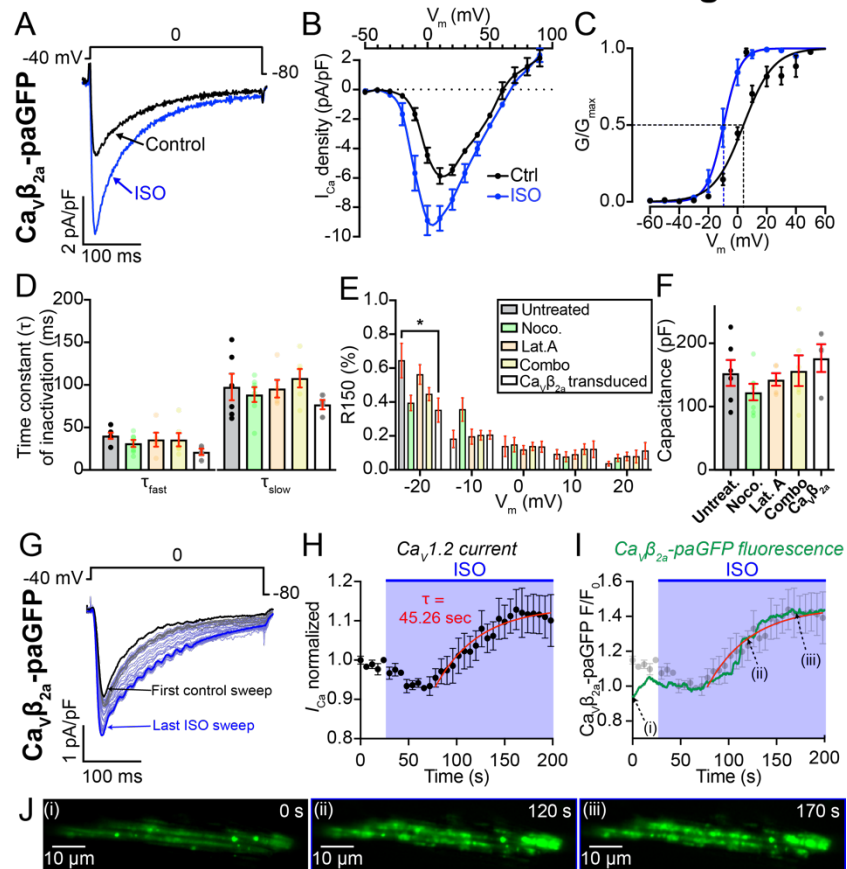 A
0
-40 mV
-80
Control
ISO
2 pA/pF
100 ms
Caᵥβ₂ₐ-paGFP
B
Vₘ (mV)
-50 0 50 100
2
0
-2
-4
-6
-8
-10
I_Ca density (pA/pF)
Ctrl
ISO
C
1.0
0.5
0.0
G/G_max
-60 -40 -20 0 20 40 60
Vₘ (mV)
D
Time constant (τ)
of inactivation (ms)
200
150
100
50
0
τ_fast
τ_slow
E
R150 (%)
1.0
0.8
0.6
0.4
0.2
0.0
*
Untreated
Noco.
Lat.A
Combo
Caᵥβ₂ₐ transduced
-20 -10 0 10 20
Vₘ (mV)
F
Capacitance (pF)
300
200
100
0
Untreat.
Noco.
Lat. A
Combo
Caᵥβ₂ₐ
G
0
-40 mV
-80
First control sweep
Last ISO sweep
1 pA/pF
100 ms
Caᵥβ₂ₐ-paGFP
H
Caᵥ1.2 current
ISO
τ =
45.26 sec
I_Ca normalized
1.2
1.1
1.0
0.9
0.8
0 50 100 150 200
Time (s)
I
Caᵥβ₂ₐ-paGFP fluorescence
ISO
Caᵥβ₂ₐ-paGFP F/F₀
1.6
1.4
1.2
1.0
0.8
(i)
(ii)
(iii)
0 50 100 150 200
Time (s)
J
(i) 0 s
10 µm
(ii) 120 s
10 µm
(iii) 170 s
10 µm